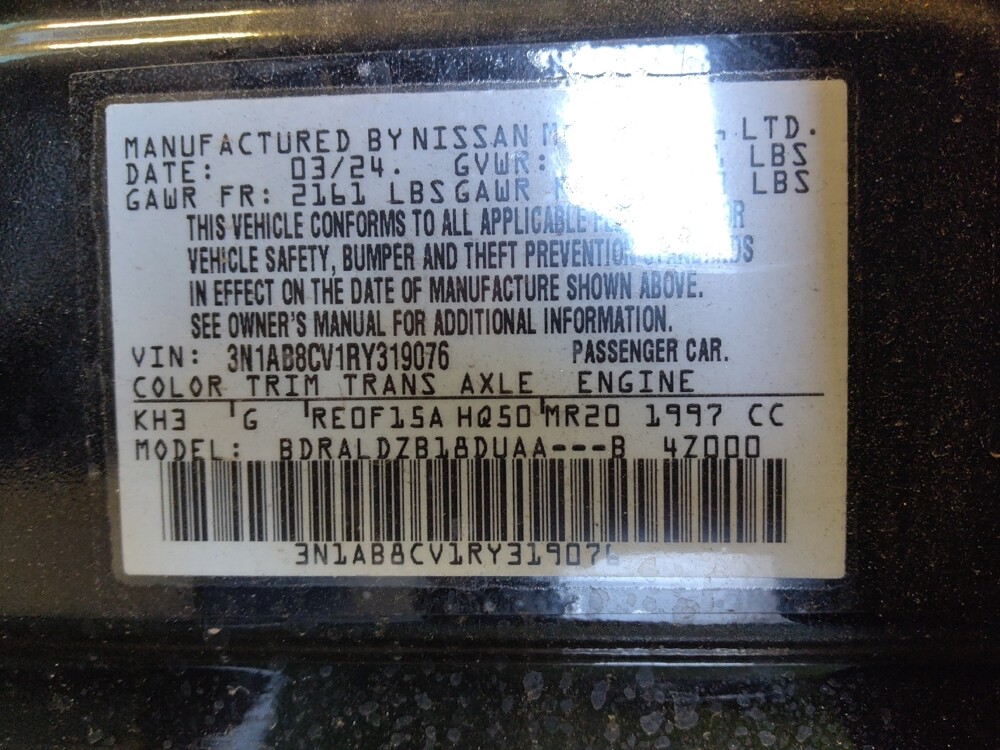 MANUFACTURED BY NISSAN LTD.
DATE: 03/24. GVWR: LBS
GAWR FR: 2161 LBS GAWR LBS
THIS VEHICLE CONFORMS TO ALL APPLICABLE
VEHICLE SAFETY, BUMPER AND THEFT PREVENTION STANDARDS
IN EFFECT ON THE DATE OF MANUFACTURE SHOWN ABOVE.
SEE OWNER'S MANUAL FOR ADDITIONAL INFORMATION.
VIN: 3N1AB8CV1RY319076 PASSENGER CAR.
COLOR TRIM TRANS AXLE ENGINE
KH3 'G 'RE0F15A HQ50'MR20 1997 CC
MODEL: BDRALDZB18DUAA---B 4Z000
3N1AB8CV1RY319076